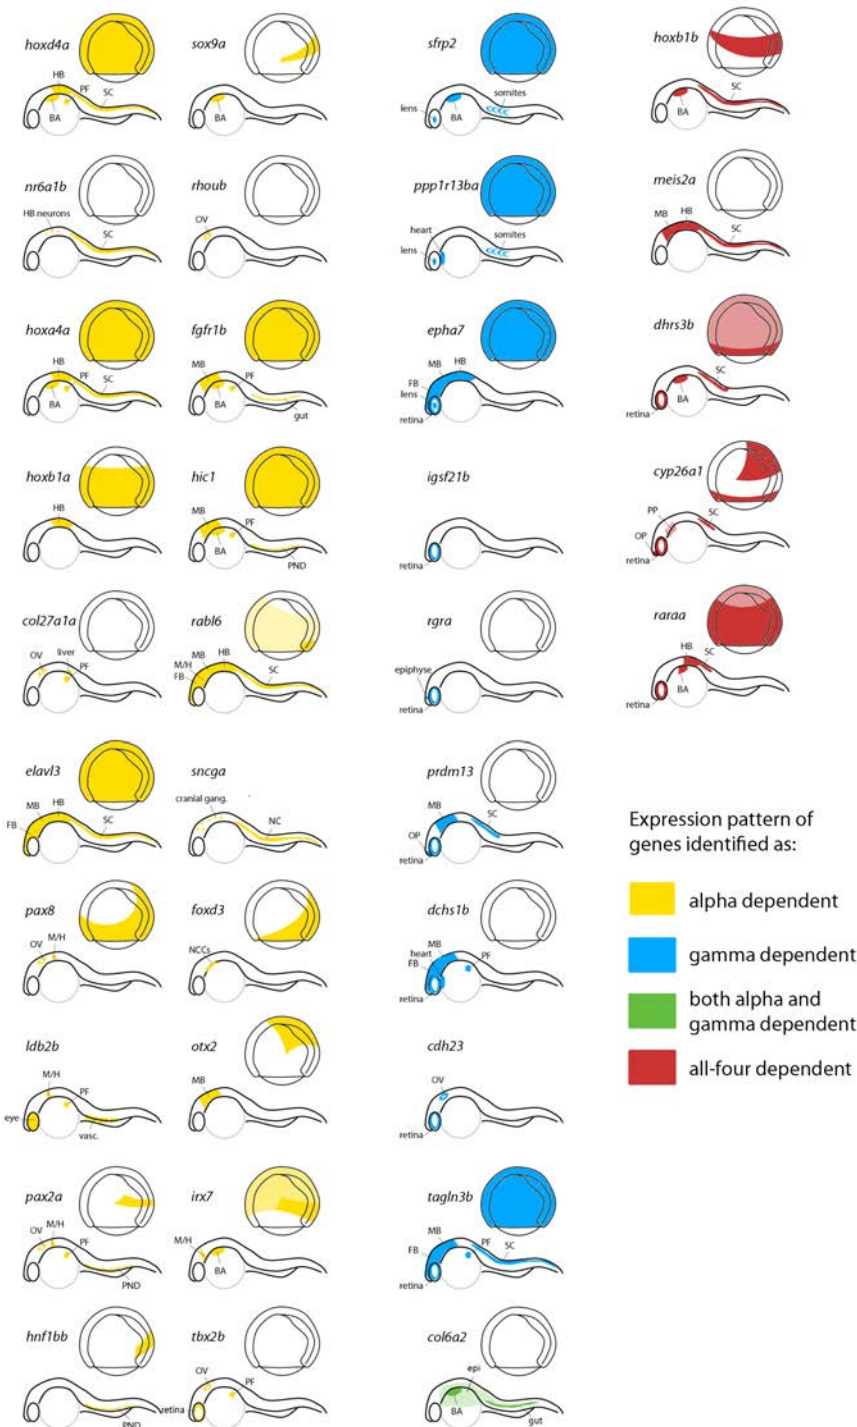 hoxd4a
HB
PF
SC
BA
sox9a
BA
sfrp2
somites
lens
BA
hoxb1b
SC
BA
nr6a1b
HB neurons
SC
rhoub
OV
ppp1r13ba
heart
somites
lens
meis2a
MB
HB
SC
hoxa4a
HB
PF
SC
BA
fgfr1b
MB
PF
gut
epha7
MB
HB
FB
lens
retina
dhrs3b
SC
BA
retina
hoxb1a
HB
hic1
MB
PF
BA
PND
igsf21b
retina
cyp26a1
PP
SC
OP
retina
col27a1a
OV
liver
PF
rabl6
HB
MB
M/H
FB
SC
rgra
epiphyse
retina
raraa
HB
SC
BA
retina
elavl3
MB
HB
SC
FB
sncga
cranial gang.
NC
prdm13
MB
SC
OP
retina
Expression pattern of
genes identified as:
alpha dependent
gamma dependent
both alpha and
gamma dependent
all-four dependent
pax8
OV
M/H
foxd3
NCCs
dchs1b
MB
heart
FB
PF
retina
ldb2b
M/H
PF
eye
vasc.
otx2
MB
cdh23
OV
retina
pax2a
M/H
OV
PF
PND
irx7
M/H
BA
tagln3b
MB
PF
SC
FB
retina
hnf1bb
PND
tbx2b
OV
PF
retina
col6a2
epi
BA
gut